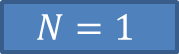 N = 1